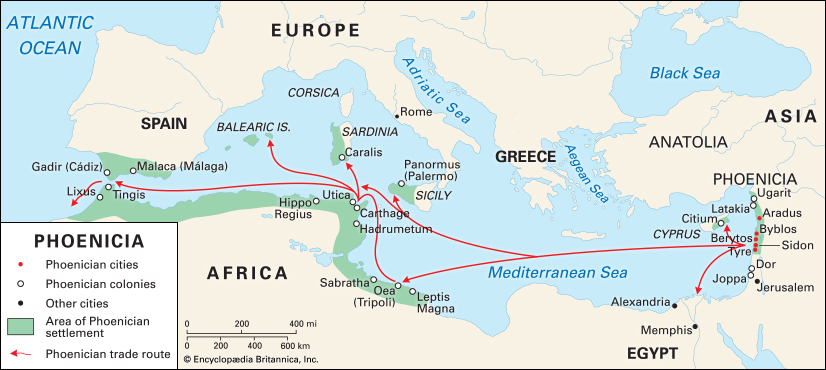 ATLANTIC
OCEAN
EUROPE
Adriatic Sea
Black Sea
ASIA
CORSICA
Rome
SPAIN
BALEARIC IS.
SARDINIA
Caralis
ANATOLIA
GREECE
Aegean Sea
Gadir (Cádiz)
Malaca (Málaga)
Panormus
(Palermo)
SICILY
PHOENICIA
Lixus
Tingis
Utica
Hippo
Regius
Carthage
Hadrumetum
Ugarit
Latakia
Aradus
Citium
Byblos
CYPRUS
Berytos
Sidon
Tyre
Dor
Joppa
Jerusalem
AFRICA
Mediterranean Sea
Sabratha
Oea
(Tripoli)
Leptis
Magna
Alexandria
Memphis
EGYPT
PHOENICIA
Phoenician cities
Phoenician colonies
Other cities
Area of Phoenician
settlement
Phoenician trade route
0 200 400 mi
0 200 400 600 km
© Encyclopædia Britannica, Inc.